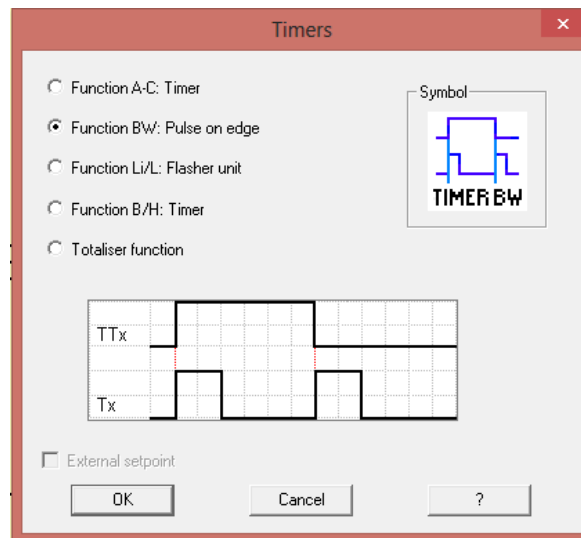 Timers
Function A-C: Timer
Function BW: Pulse on edge
Function Li/L: Flasher unit
Function B/H: Timer
Totaliser function
Symbol
TIMER BW
TTx
Tx
External setpoint
OK
Cancel
?